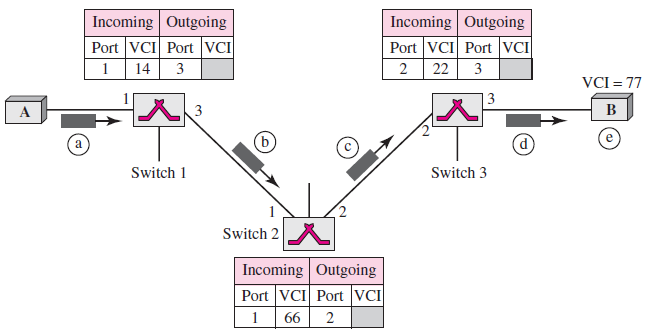 Incoming Outgoing
Port VCI Port VCI
1 14 3
Incoming Outgoing
Port VCI Port VCI
2 22 3
VCI = 77
A
1
3
a
Switch 1
b
c
2
3
Switch 3
d
B
e
1
2
Switch 2
Incoming Outgoing
Port VCI Port VCI
1 66 2